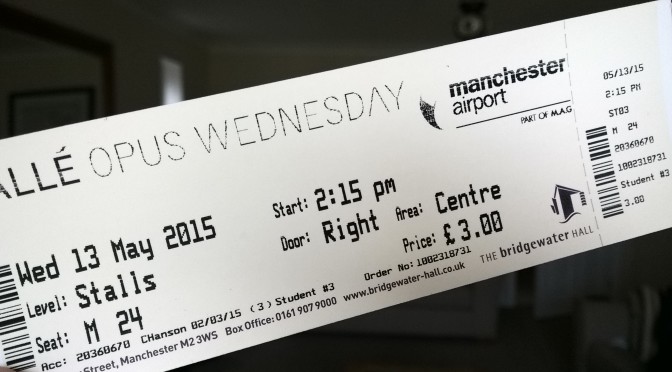 ALLÉ OPUS WEDNESDAY
manchester
airport
PART OF M.A.G
Wed 13 May 2015
Start: 2:15 pm
Level: Stalls
Door: Right Area: Centre
Seat: M 24
Price: £3.00
Acc: 20360670 CHanson 02/03/15 (3) Student #3
Order No: 1002318731
Street, Manchester M2 3WS Box Office: 0161 907 9000 www.bridgewater-hall.co.uk
THE bridgewater HALL
05/13/15
2:15 PM
ST03
M 24
20360670
1002318731
Student #3
3.00